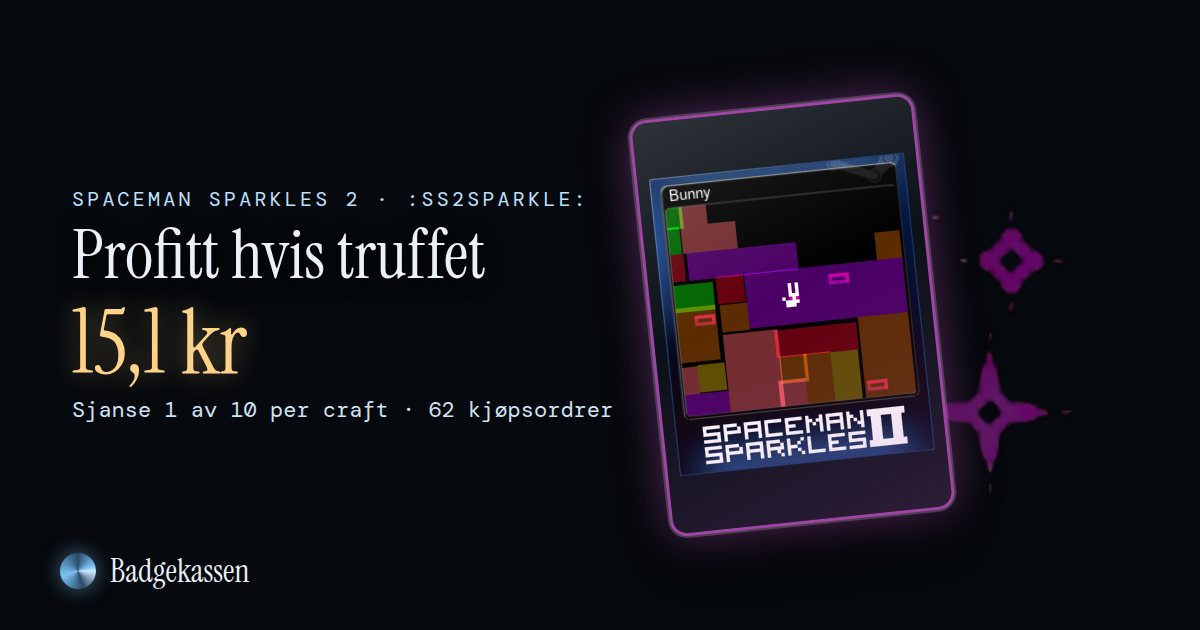 SPACEMAN SPARKLES 2 · :SS2SPARKLE:
Profitt hvis truffet
15,1 kr
Sjanse 1 av 10 per craft · 62 kjøpsordrer
Bunny
SPACEMAN
SPARKLES II
Badgekassen